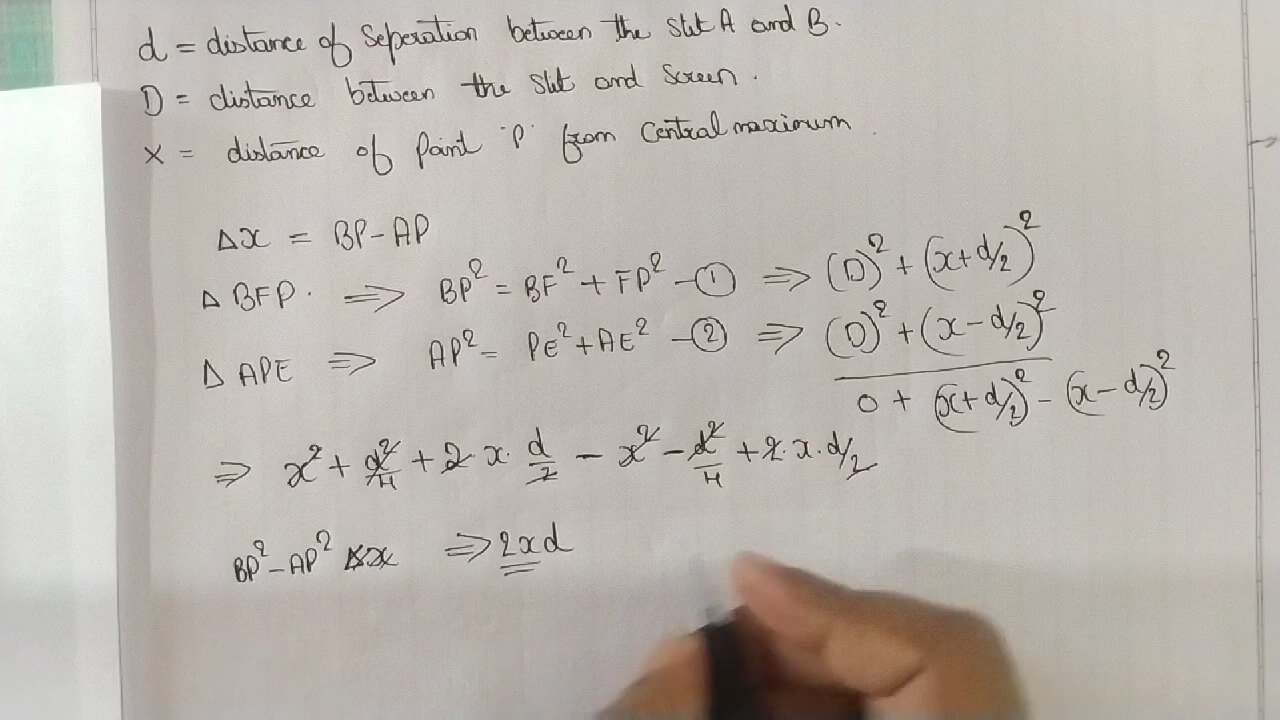 d = distance of Seperation between the slit A and B.
D = distance between the slit and Screen.
x = distance of Point 'P' from Central maximum
Δx = BP-AP
Δ BFP. ⇒ BP² = BF² + FP² -① ⇒ (D)² + (x+d/2)²
Δ APE ⇒ AP² = PE² + AE² -② ⇒ (D)² + (x-d/2)²
0 + (x+d/2)² - (x-d/2)²
⇒ x² + d²/4 + 2·x·d/2 - x² - d²/4 + 2·x·d/2
BP²-AP² Δx ⇒ 2xd